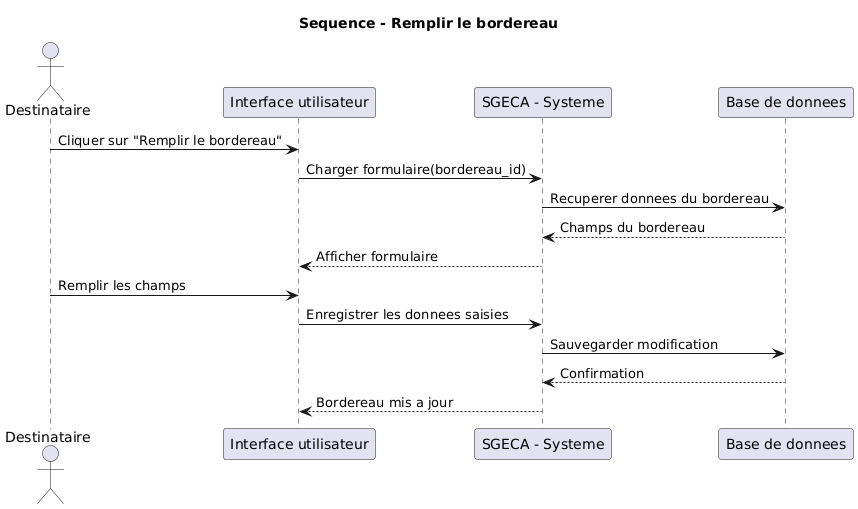 Sequence - Remplir le bordereau
Destinataire
Interface utilisateur
SGECA - Systeme
Base de donnees
Cliquer sur "Remplir le bordereau"
Charger formulaire(bordereau_id)
Recuperer donnees du bordereau
Champs du bordereau
Afficher formulaire
Remplir les champs
Enregistrer les donnees saisies
Sauvegarder modification
Confirmation
Bordereau mis a jour
Destinataire
Interface utilisateur
SGECA - Systeme
Base de donnees